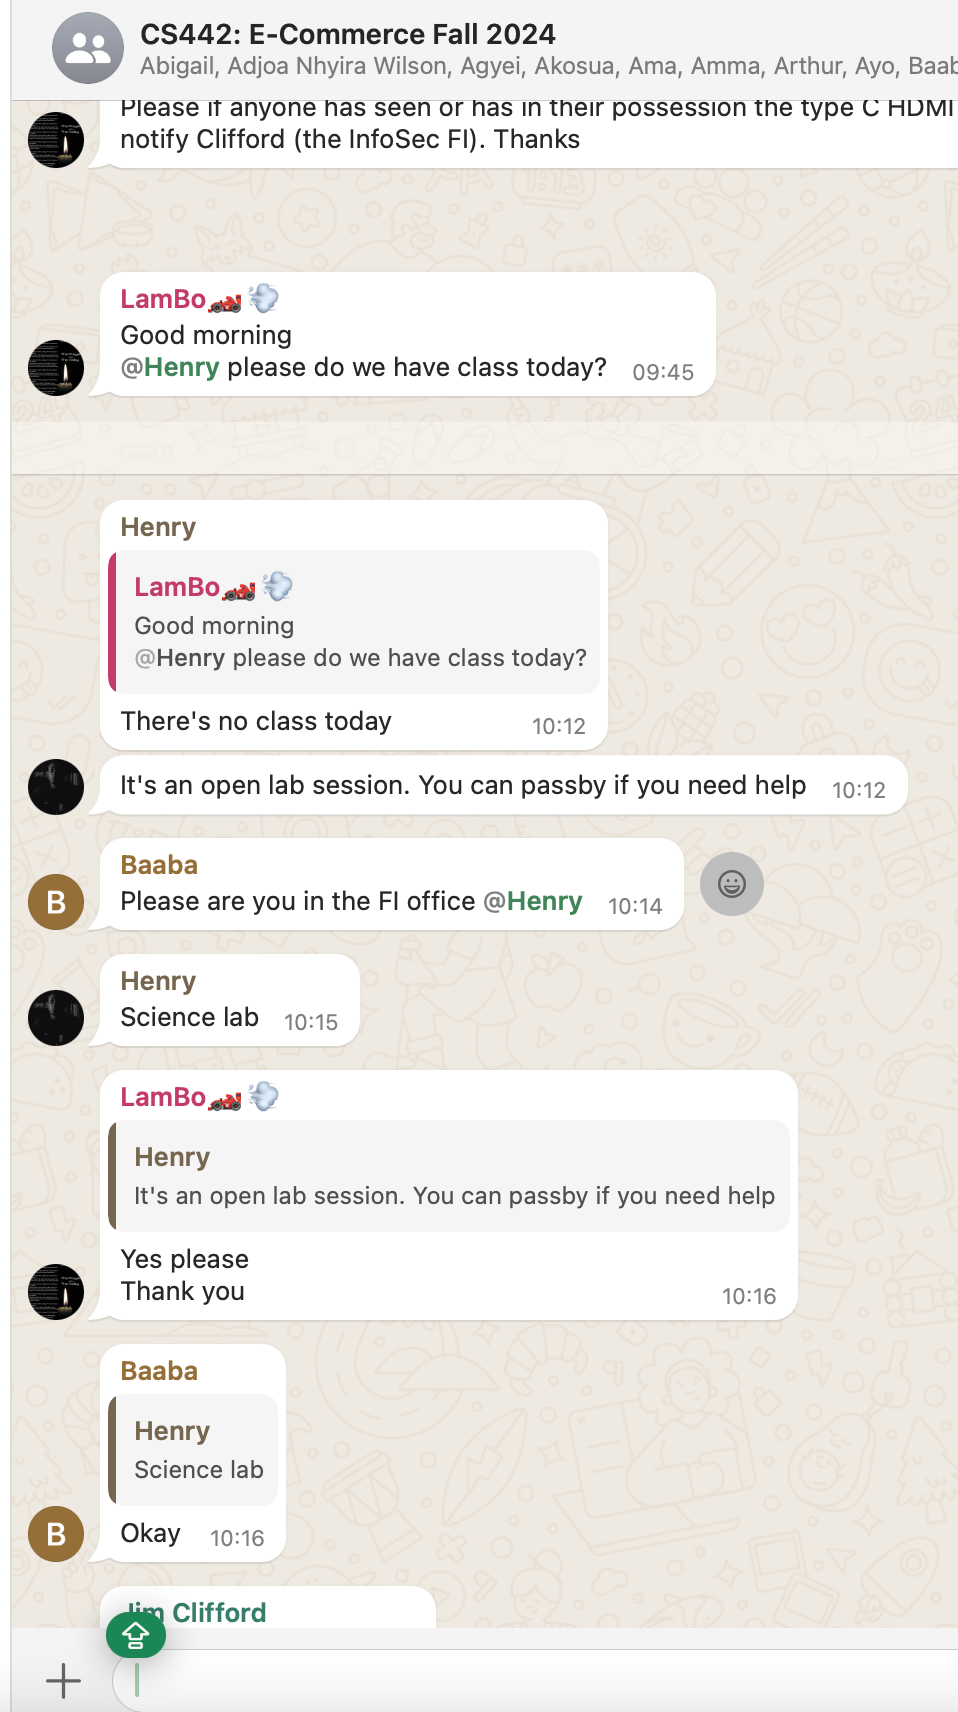 CS442: E-Commerce Fall 2024
Abigail, Adjoa Nhyira Wilson, Agyei, Akosua, Ama, Amma, Arthur, Ayo, Baab
Please if anyone has seen or has in their possession the type C HDMI
notify Clifford (the InfoSec FI). Thanks
LamBo🏎️💨
Good morning
@Henry please do we have class today? 09:45
Henry
LamBo🏎️💨
Good morning
@Henry please do we have class today?
There's no class today 10:12
It's an open lab session. You can passby if you need help 10:12
Baaba
B
Please are you in the FI office @Henry 10:14
Henry
Science lab 10:15
LamBo🏎️💨
Henry
It's an open lab session. You can passby if you need help
Yes please
Thank you 10:16
Baaba
Henry
Science lab
B
Okay 10:16
Jim Clifford